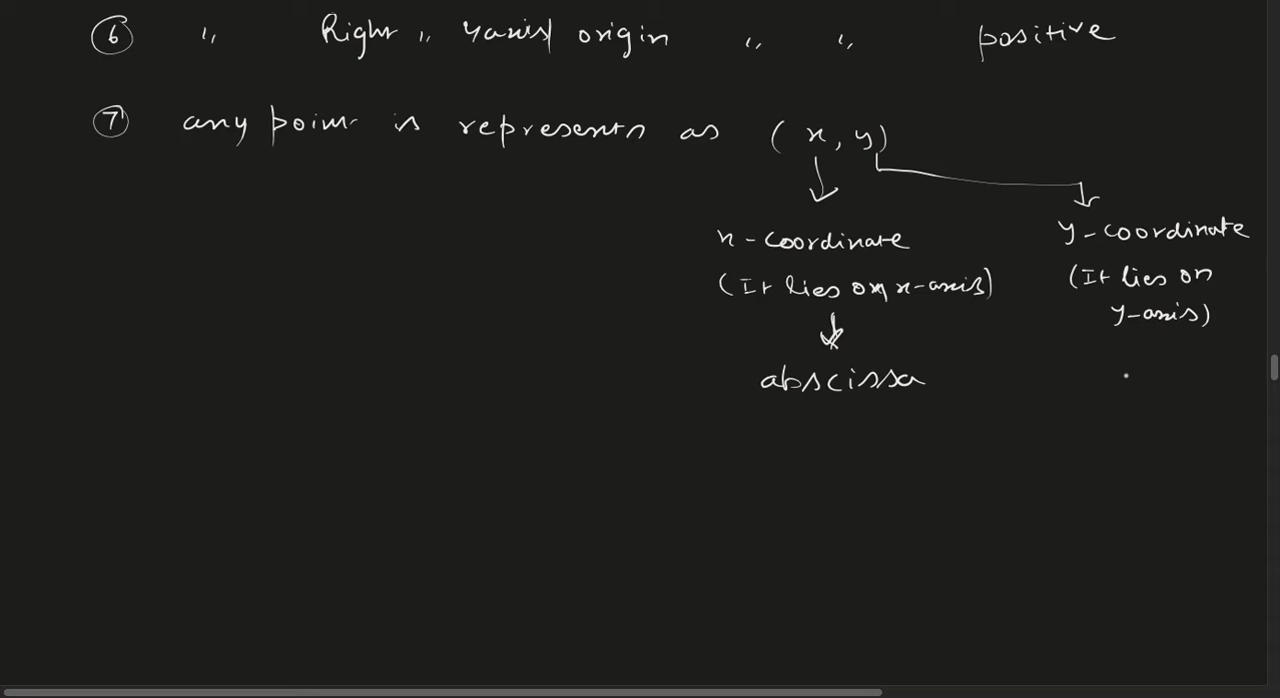 ⑥ ,, Right ,, Yaxis/ origin ,, ,, positive
⑦ any point is represents as (x, y)
x-coordinate y-coordinate
(It lies on x-axis) (It lies on
y-axis)
abscissa